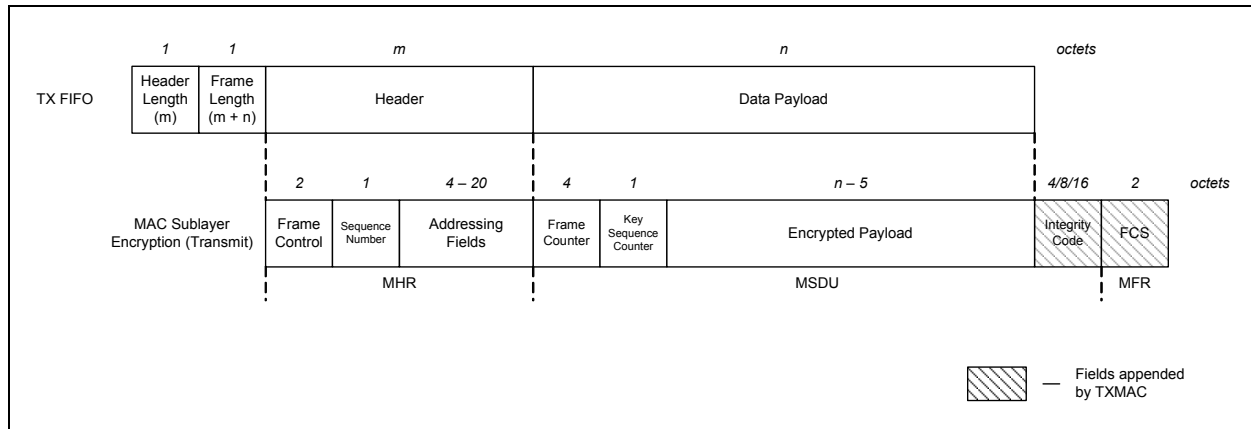 1 1 m n octets
TX FIFO
Header
Length
(m)
Frame
Length
(m + n)
Header
Data Payload
2 1 4 – 20 4 1 n – 5 4/8/16 2 octets
MAC Sublayer
Encryption (Transmit)
Frame
Control
Sequence
Number
Addressing
Fields
Frame
Counter
Key
Sequence
Counter
Encrypted Payload
Integrity
Code
FCS
MHR MSDU MFR
— Fields appended
by TXMAC